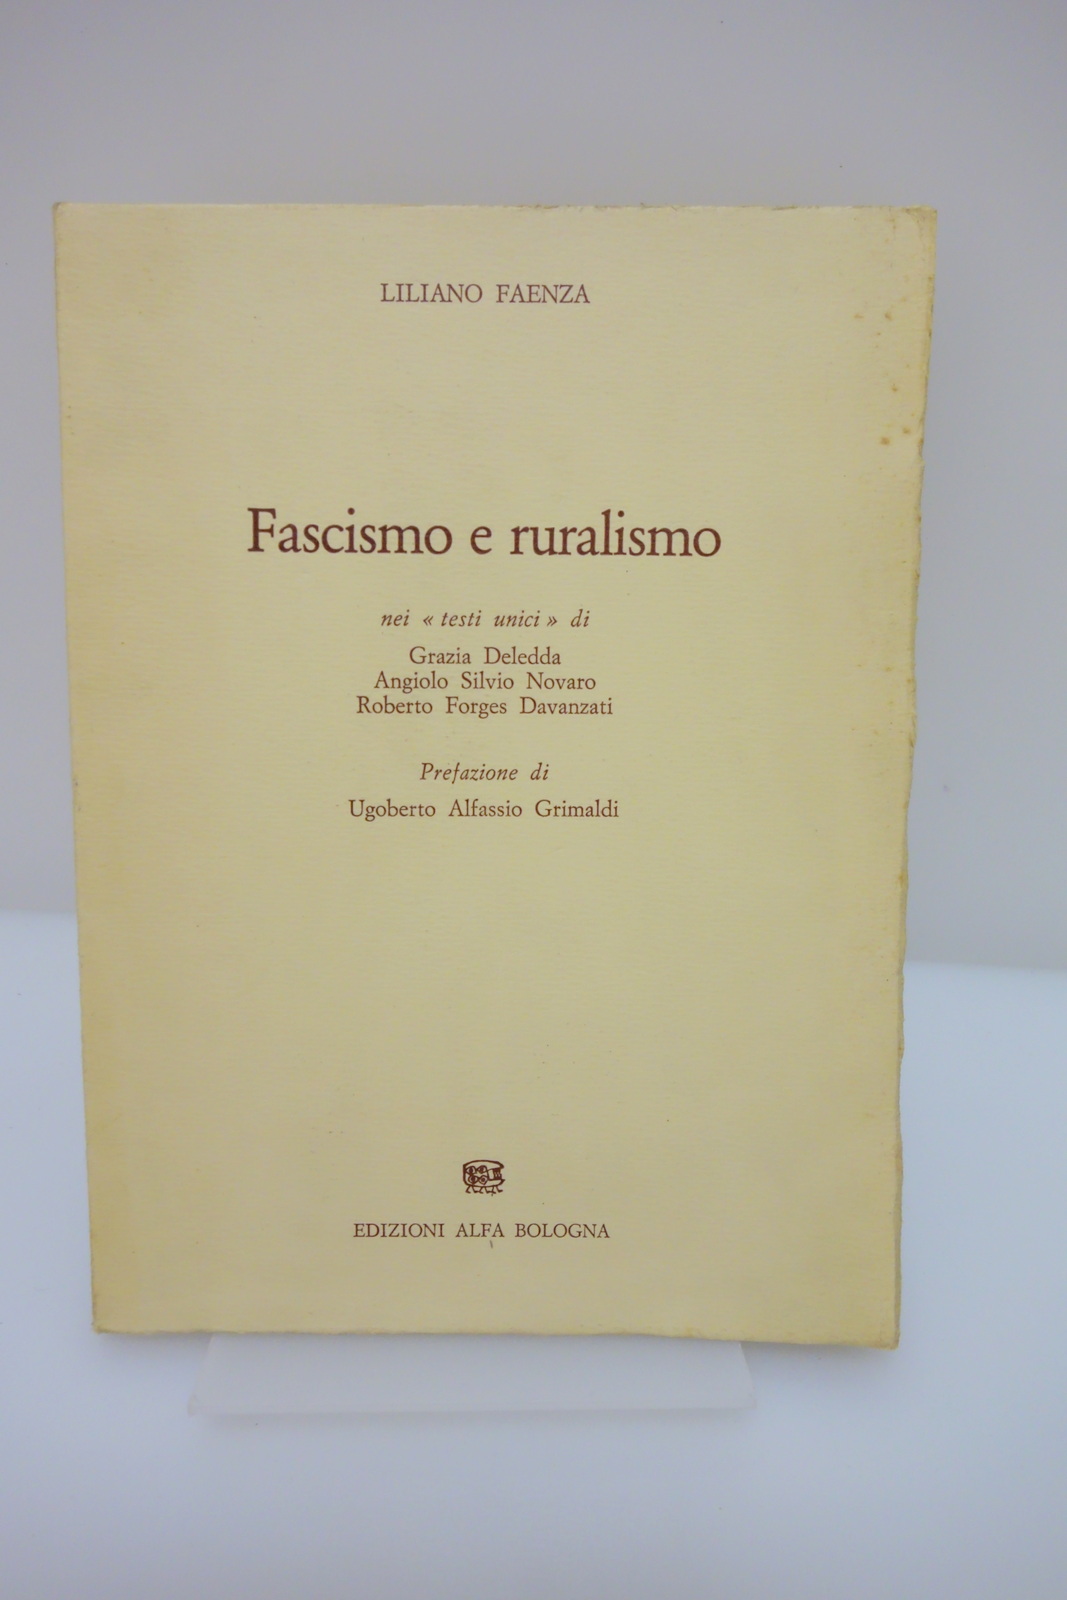 LILIANO FAENZA
Fascismo e ruralismo
nei « testi unici » di
Grazia Deledda
Angiolo Silvio Novaro
Roberto Forges Davanzati
Prefazione di
Ugoberto Alfassio Grimaldi
EDIZIONI ALFA BOLOGNA